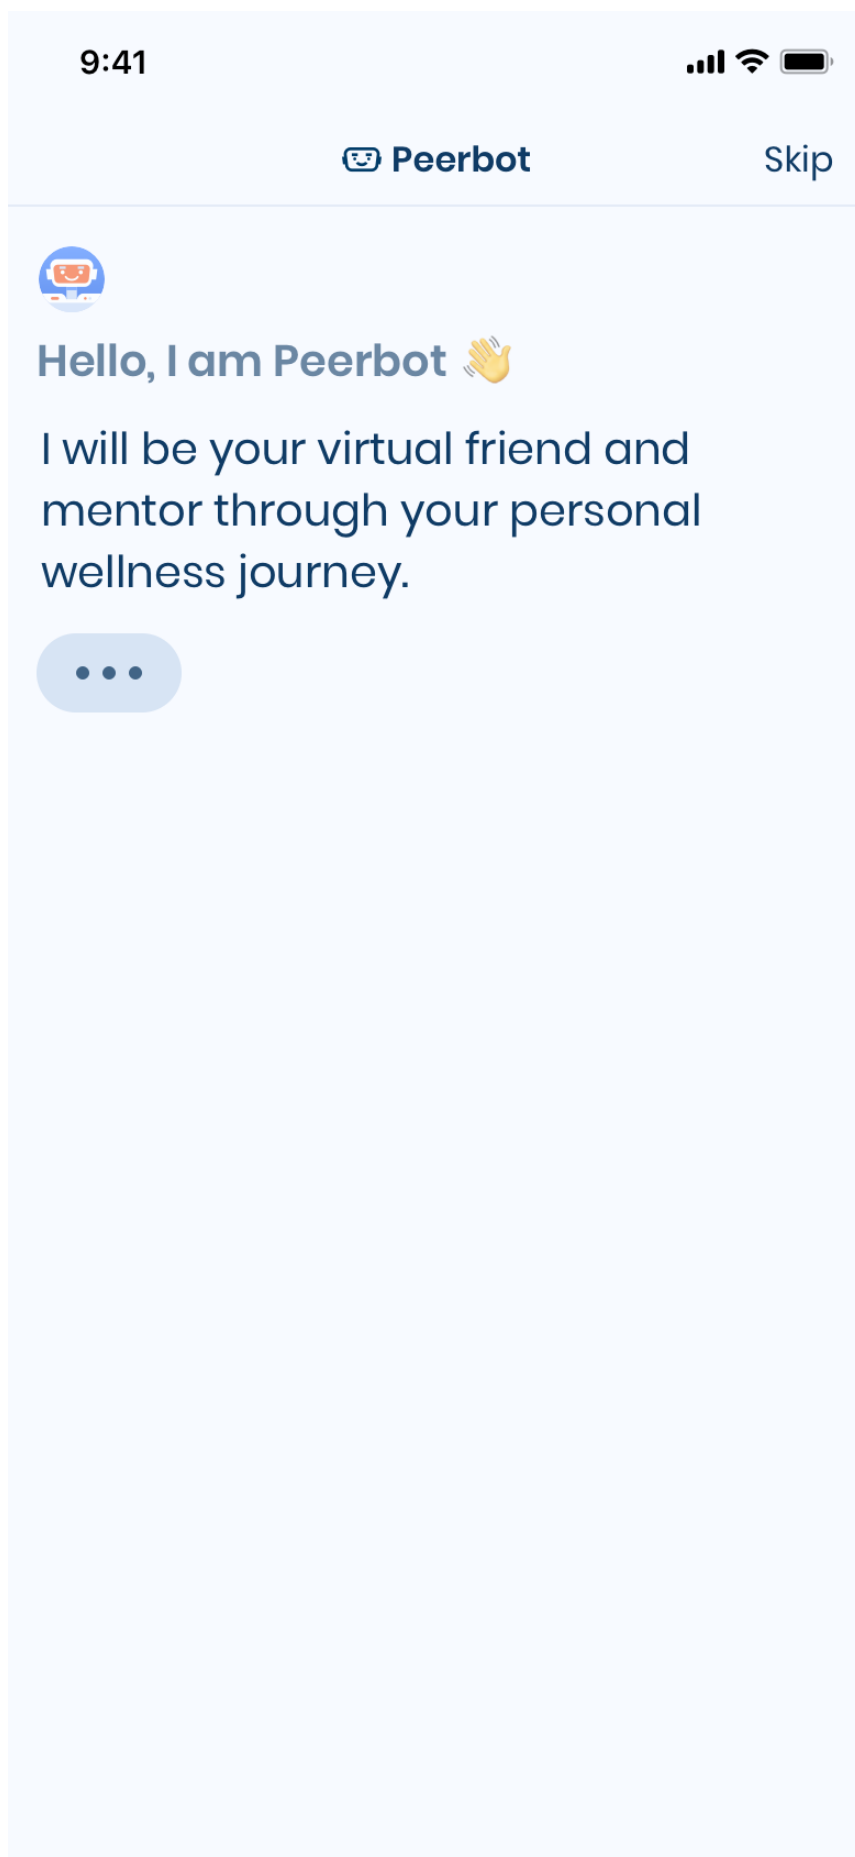 9:41
Peerbot
Skip
Hello, I am Peerbot 👋
I will be your virtual friend and
mentor through your personal
wellness journey.